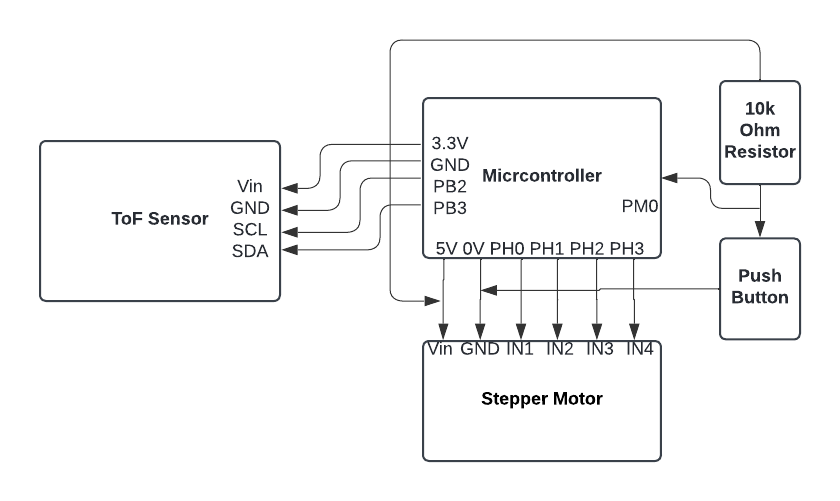 10k
Ohm
Resistor
3.3V
GND
PB2
PB3
Micrcontroller
PM0
5V 0V PH0 PH1 PH2 PH3
ToF Sensor
Vin
GND
SCL
SDA
Push
Button
Vin GND IN1 IN2 IN3 IN4
Stepper Motor